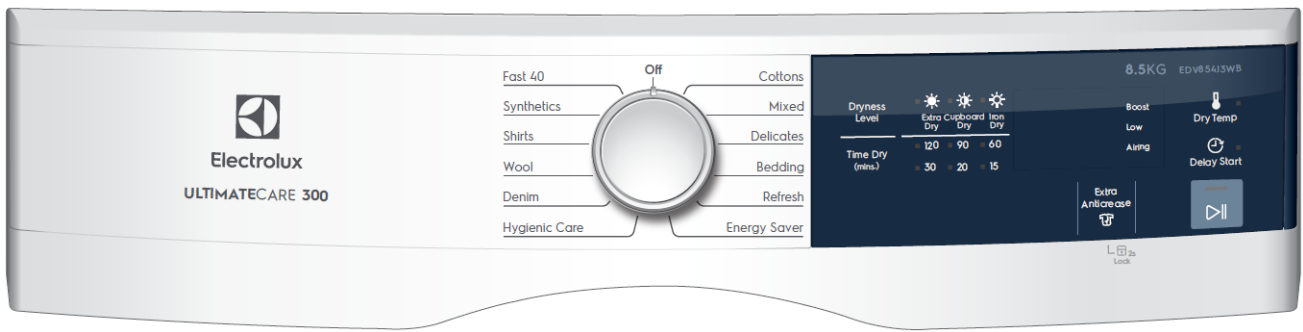 Electrolux
ULTIMATECARE 300
Off
Fast 40
Synthetics
Shirts
Wool
Denim
Hygienic Care
Cottons
Mixed
Delicates
Bedding
Refresh
Energy Saver
8.5KG EDV854J3WB
Dryness
Level
Extra Cupboard Iron
Dry Dry Dry
Time Dry
(mins.)
120 90 60
30 20 15
Boost
Low
Airing
Dry Temp
Delay Start
Extra
Anticrease
2s
Lock